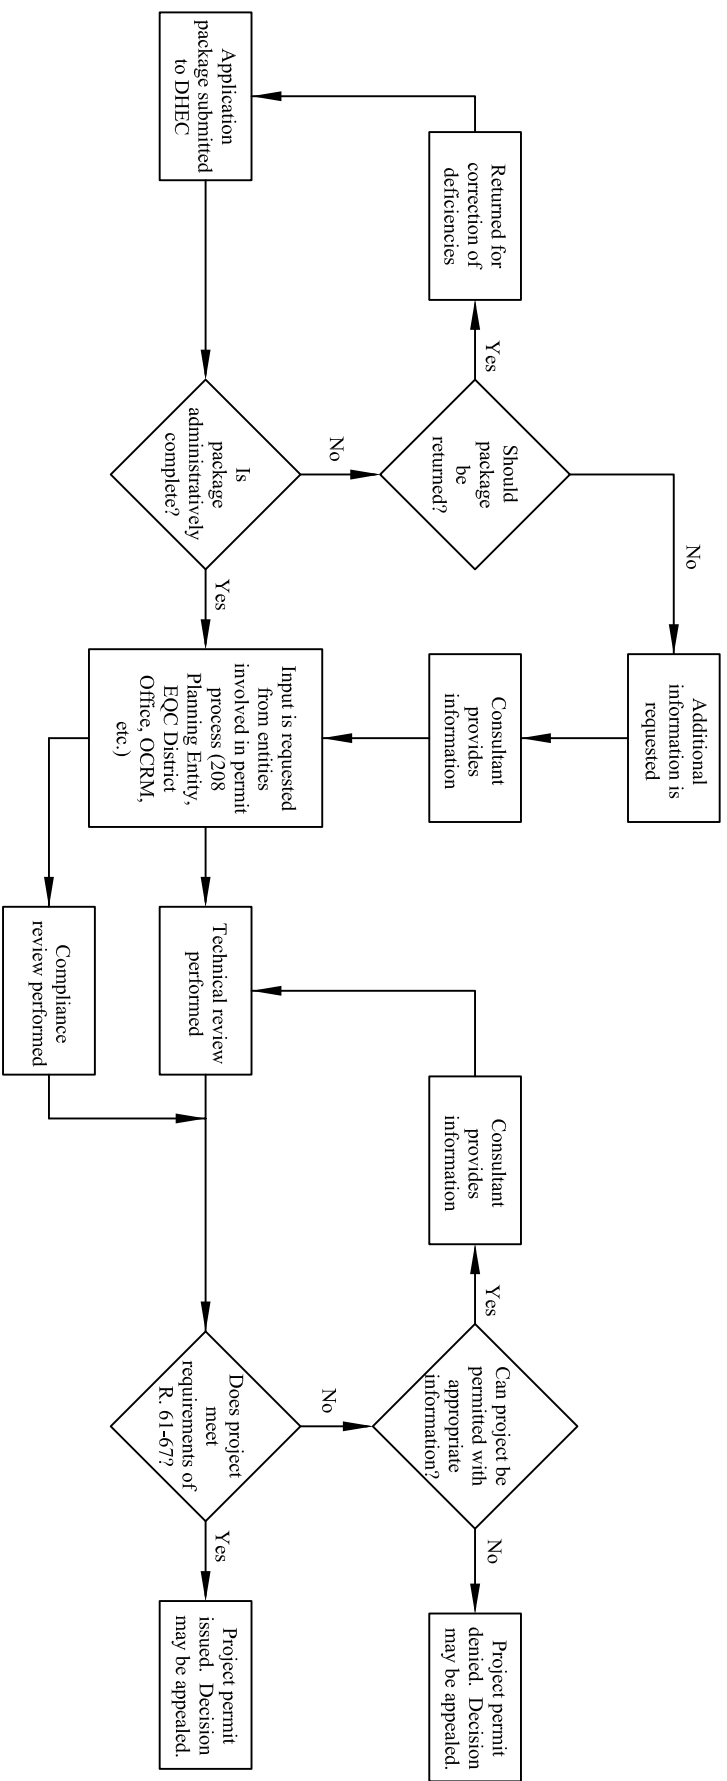 Application
package submitted
to DHEC
Returned for
correction of
deficiencies
Yes
Should
package
be
returned?
No
Is
package
administratively
complete?
No
Yes
Additional
information is
requested
Consultant
provides
information
Input is requested
from entities
involved in permit
process (208
Planning Entity,
EQC District
Office, OCRM,
etc.)
Technical review
performed
Compliance
review performed
Consultant
provides
information
Yes
Can project be
permitted with
appropriate
information?
No
Does project
meet
requirements of
R. 61-67?
No
Yes
Project permit
denied.  Decision
may be appealed.
Project permit
issued.  Decision
may be appealed.